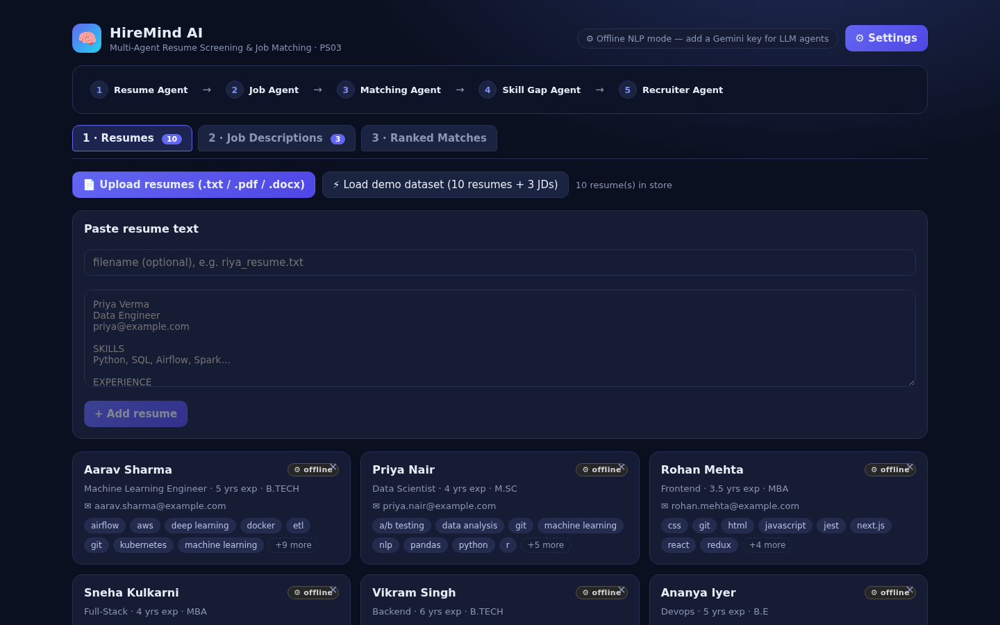 🧠 HireMind AI
Multi-Agent Resume Screening & Job Matching · PS03
⚙ Offline NLP mode — add a Gemini key for LLM agents
⚙ Settings
1 Resume Agent → 2 Job Agent → 3 Matching Agent → 4 Skill Gap Agent → 5 Recruiter Agent
1 · Resumes 10
2 · Job Descriptions 3
3 · Ranked Matches
📄 Upload resumes (.txt / .pdf / .docx)
⚡ Load demo dataset (10 resumes + 3 JDs)
10 resume(s) in store
Paste resume text
filename (optional), e.g. riya_resume.txt
Priya Verma
Data Engineer
priya@example.com
SKILLS
Python, SQL, Airflow, Spark…
EXPERIENCE
+ Add resume
Aarav Sharma
⚙ offline ✕
Machine Learning Engineer · 5 yrs exp · B.TECH
✉ aarav.sharma@example.com
airflow aws deep learning docker etl
git kubernetes machine learning +9 more
Priya Nair
⚙ offline ✕
Data Scientist · 4 yrs exp · M.SC
✉ priya.nair@example.com
a/b testing data analysis git machine learning
nlp pandas python r +5 more
Rohan Mehta
⚙ offline ✕
Frontend · 3.5 yrs exp · MBA
✉ rohan.mehta@example.com
css git html javascript jest next.js
react redux +4 more
Sneha Kulkarni
⚙ offline ✕
Full-Stack · 4 yrs exp · MBA
Vikram Singh
⚙ offline ✕
Backend · 6 yrs exp · B.TECH
Ananya Iyer
⚙ offline ✕
Devops · 5 yrs exp · B.E